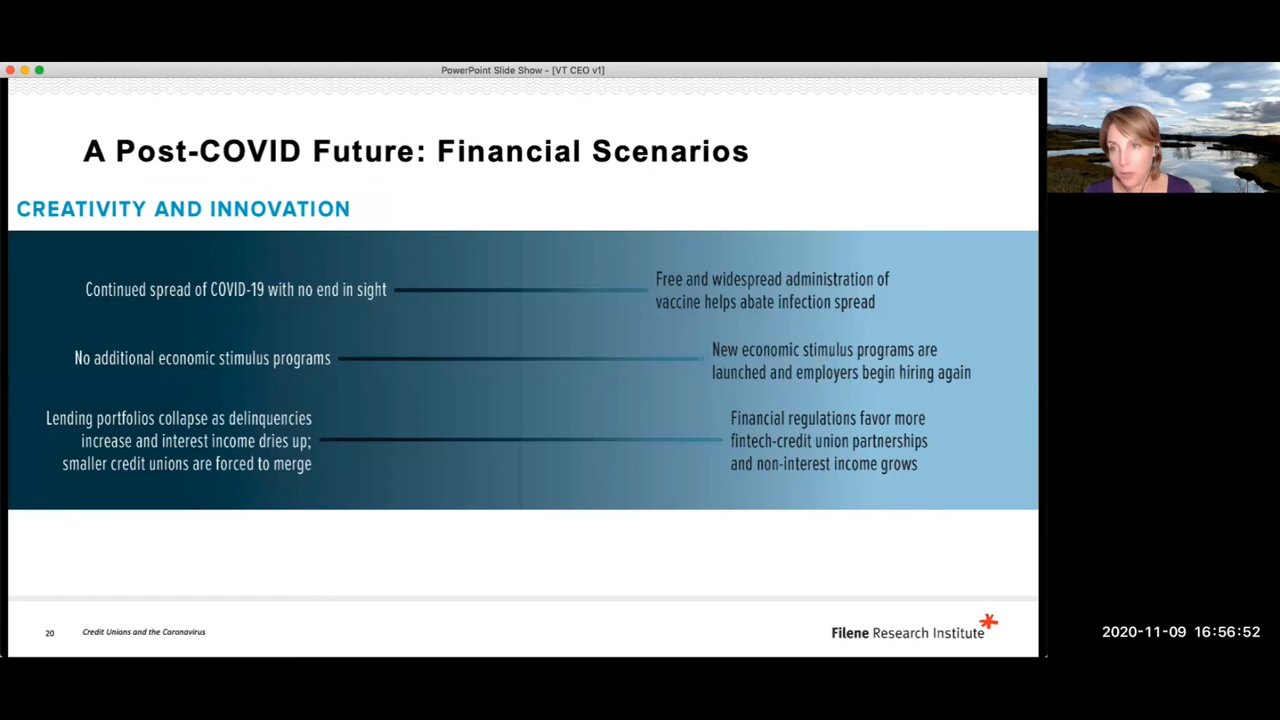 PowerPoint Slide Show - [VT CEO v1]
A Post-COVID Future: Financial Scenarios
CREATIVITY AND INNOVATION
Continued spread of COVID-19 with no end in sight
Free and widespread administration of
vaccine helps abate infection spread
No additional economic stimulus programs
New economic stimulus programs are
launched and employers begin hiring again
Lending portfolios collapse as delinquencies
increase and interest income dries up;
smaller credit unions are forced to merge
Financial regulations favor more
fintech-credit union partnerships
and non-interest income grows
20
Credit Unions and the Coronavirus
Filene Research Institute
2020-11-09 16:56:52